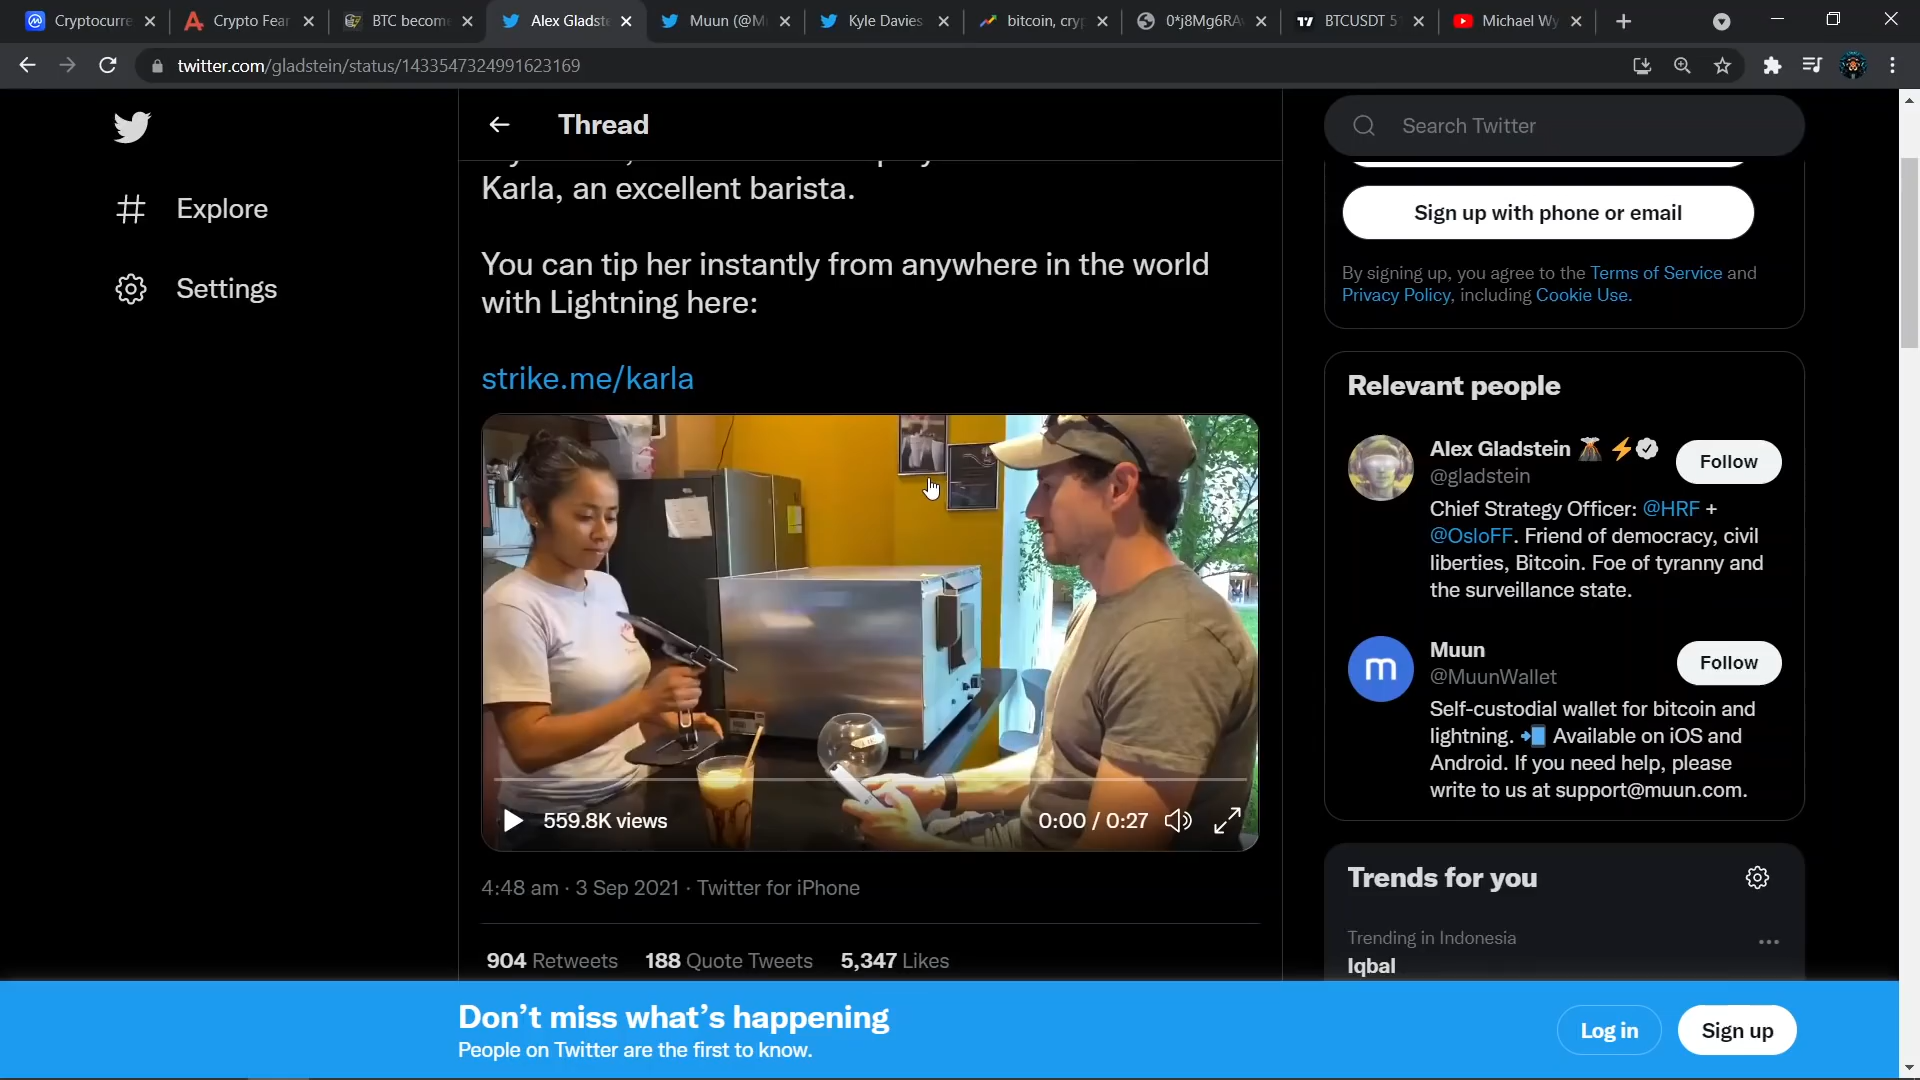 Cryptocurre
Crypto Fear
BTC becom
Alex Gladste
Muun (@M
Kyle Davies
bitcoin, cryp
0*j8Mg6RA
BTCUSDT 5
Michael Wy
twitter.com/gladstein/status/1433547324991623169
Explore
Settings
Thread
Karla, an excellent barista.
You can tip her instantly from anywhere in the world
with Lightning here:
strike.me/karla
559.8K views
0:00 / 0:27
4:48 am · 3 Sep 2021 · Twitter for iPhone
904 Retweets 188 Quote Tweets 5,347 Likes
Search Twitter
Sign up with phone or email
By signing up, you agree to the Terms of Service and
Privacy Policy, including Cookie Use.
Relevant people
Alex Gladstein
@gladstein
Follow
Chief Strategy Officer: @HRF +
@OsloFF. Friend of democracy, civil
liberties, Bitcoin. Foe of tyranny and
the surveillance state.
Muun
@MuunWallet
Follow
Self-custodial wallet for bitcoin and
lightning. 📲 Available on iOS and
Android. If you need help, please
write to us at support@muun.com.
Trends for you
Trending in Indonesia
Iqbal
Don’t miss what’s happening
People on Twitter are the first to know.
Log in
Sign up